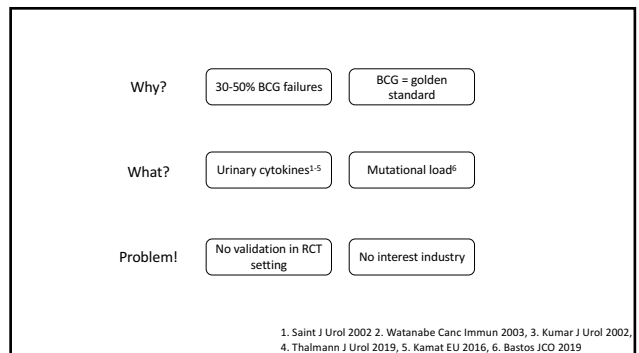 Why?
30-50% BCG failures
BCG = golden
standard
What?
Urinary cytokines1-5
Mutational load6
Problem!
No validation in RCT
setting
No interest industry
1. Saint J Urol 2002 2. Watanabe Canc Immun 2003, 3. Kumar J Urol 2002,
4. Thalmann J Urol 2019, 5. Kamat EU 2016, 6. Bastos JCO 2019